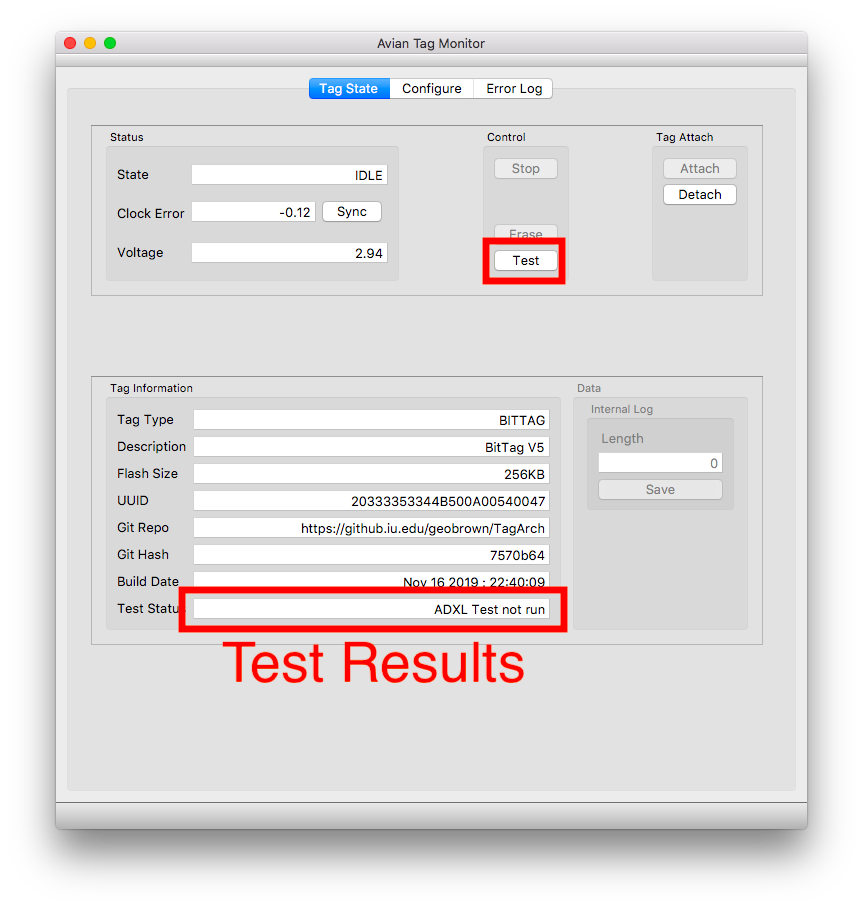 Avian Tag Monitor
Tag State Configure Error Log
Status
State IDLE
Clock Error -0.12 Sync
Voltage 2.94
Control
Stop
Erase
Test
Tag Attach
Attach
Detach
Tag Information
Tag Type BITTAG
Description BitTag V5
Flash Size 256KB
UUID 20333353344B500A00540047
Git Repo https://github.iu.edu/geobrown/TagArch
Git Hash 7570b64
Build Date Nov 16 2019 : 22:40:09
Test Statu ADXL Test not run
Data
Internal Log
Length
0
Save
Test Results